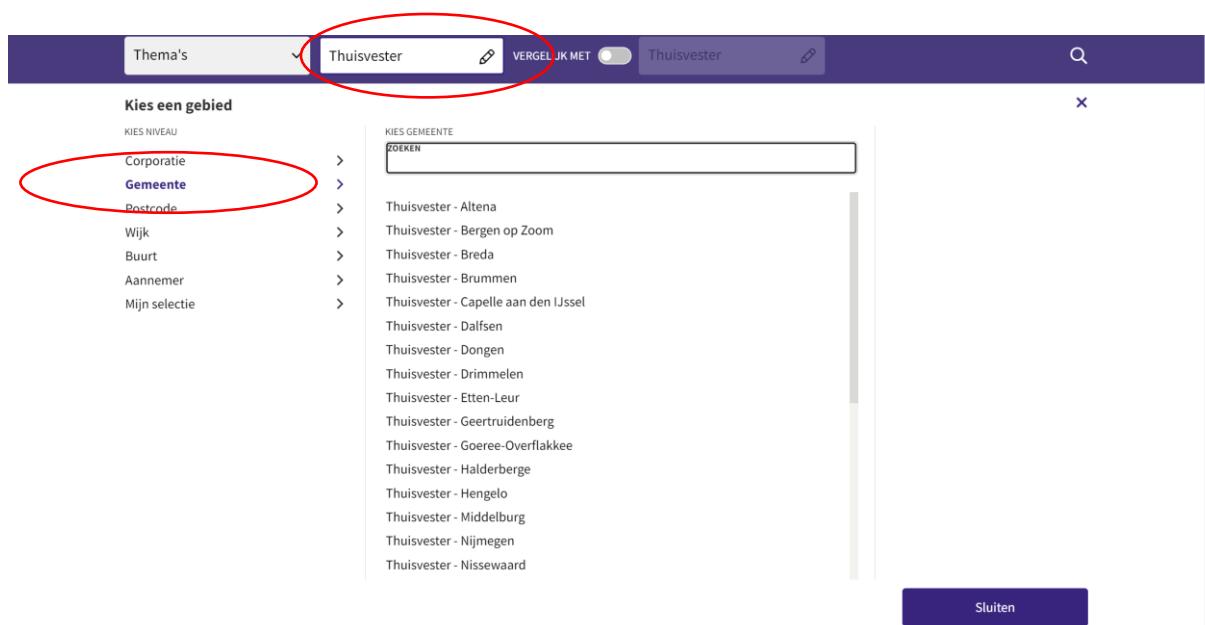 Thema's
Thuisvester
VERGELIJK MET
Thuisvester
Kies een gebied
KIES NIVEAU
Corporatie
Gemeente
Postcode
Wijk
Buurt
Aannemer
Mijn selectie
KIES GEMEENTE
ZOEKEN
Thuisvester - Altena
Thuisvester - Bergen op Zoom
Thuisvester - Breda
Thuisvester - Brummen
Thuisvester - Capelle aan den IJssel
Thuisvester - Dalfsen
Thuisvester - Dongen
Thuisvester - Drimmelen
Thuisvester - Etten-Leur
Thuisvester - Geertruidenberg
Thuisvester - Goeree-Overflakkee
Thuisvester - Halderberge
Thuisvester - Hengelo
Thuisvester - Middelburg
Thuisvester - Nijmegen
Thuisvester - Nissewaard
Sluiten